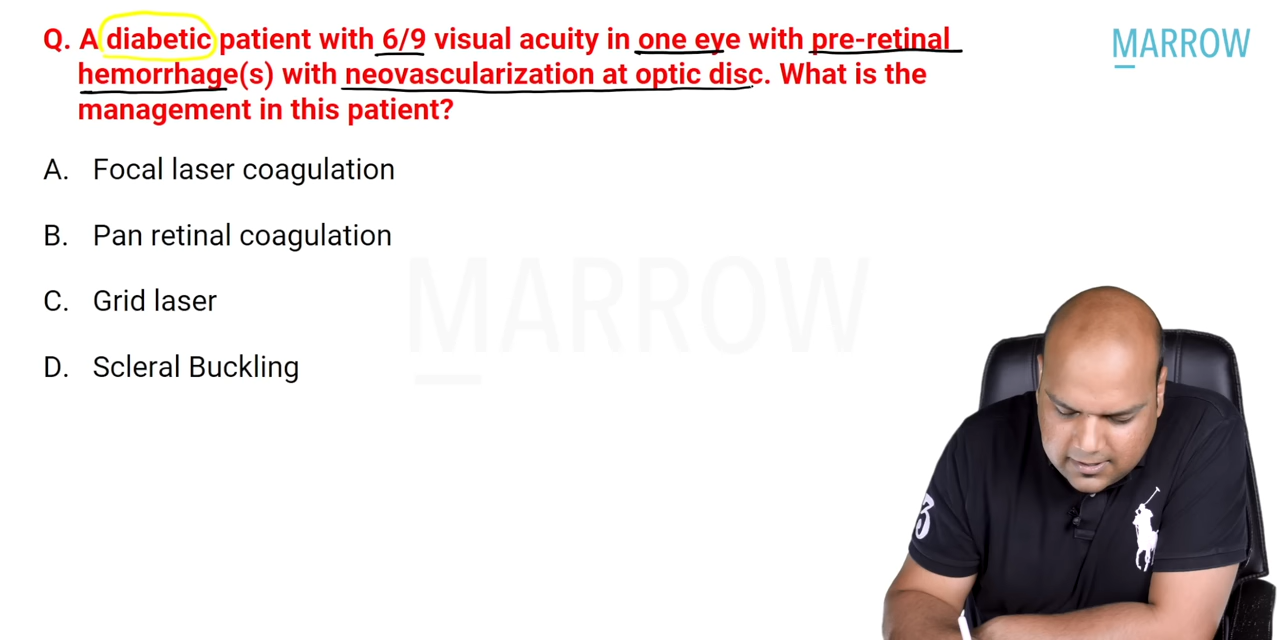 Q. A diabetic patient with 6/9 visual acuity in one eye with pre-retinal
hemorrhage(s) with neovascularization at optic disc. What is the
management in this patient?
MARROW
A. Focal laser coagulation
B. Pan retinal coagulation
C. Grid laser
D. Scleral Buckling
MARROW
3